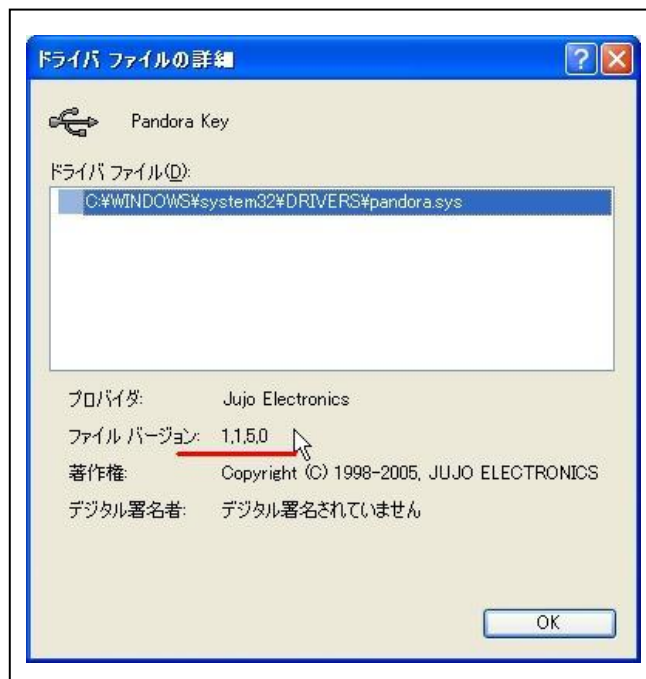 ドライバ ファイルの詳細
Pandora Key
ドライバ ファイル(D):
C:¥WINDOWS¥system32¥DRIVERS¥pandora.sys
プロバイダ: Jujo Electronics
ファイル バージョン: 1,1,5,0
著作権: Copyright (C) 1998-2005, JUJO ELECTRONICS
デジタル署名者: デジタル署名されていません
OK